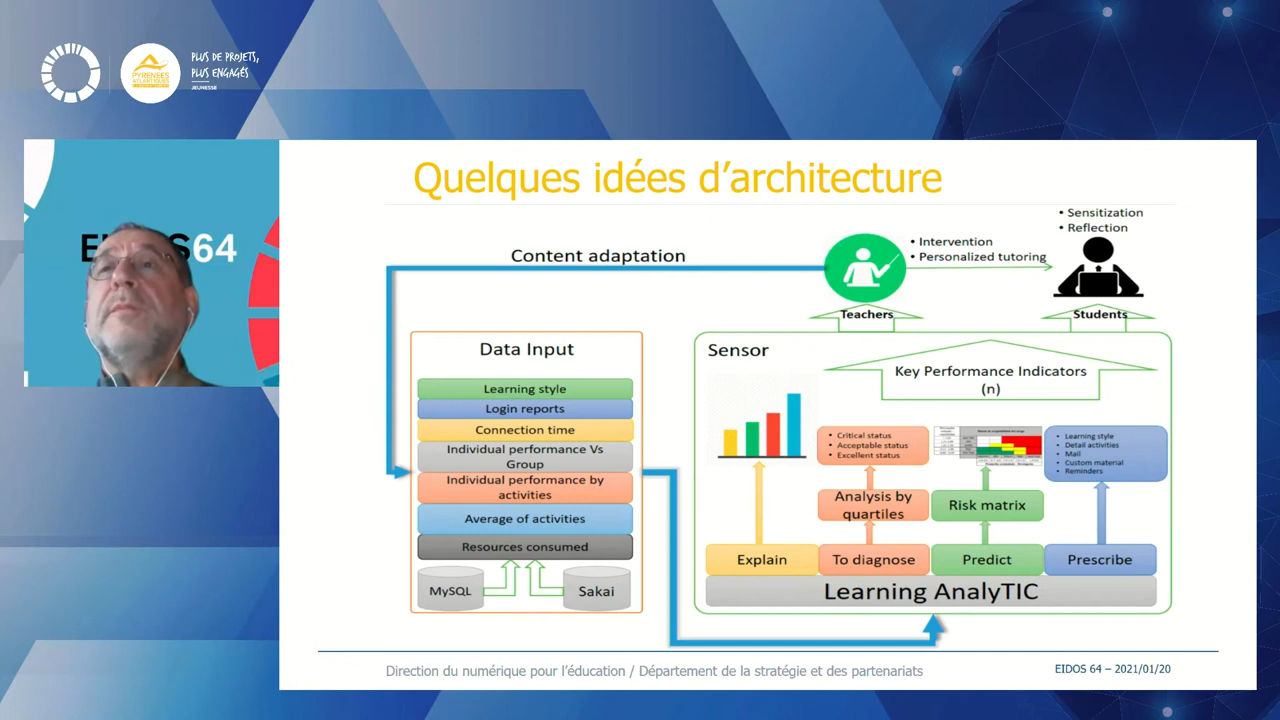 PLUS DE PROJETS,
PLUS ENGAGÉS
JEUNESSE
PYRÉNÉES
ATLANTIQUES
64
Quelques idées d'architecture
Content adaptation
• Intervention
• Personalized tutoring
• Sensitization
• Reflection
Teachers
Students
Data Input
Learning style
Login reports
Connection time
Individual performance Vs
Group
Individual performance by
activities
Average of activities
Resources consumed
MySQL
Sakai
Sensor
Key Performance Indicators
(n)
• Critical status
• Acceptable status
• Excellent status
• Learning style
• Detail activities
• Mail
• Custom material
• Reminders
Analysis by
quartiles
Risk matrix
Explain
To diagnose
Predict
Prescribe
Learning AnalyTIC
Direction du numérique pour l'éducation / Département de la stratégie et des partenariats
EIDOS 64 – 2021/01/20